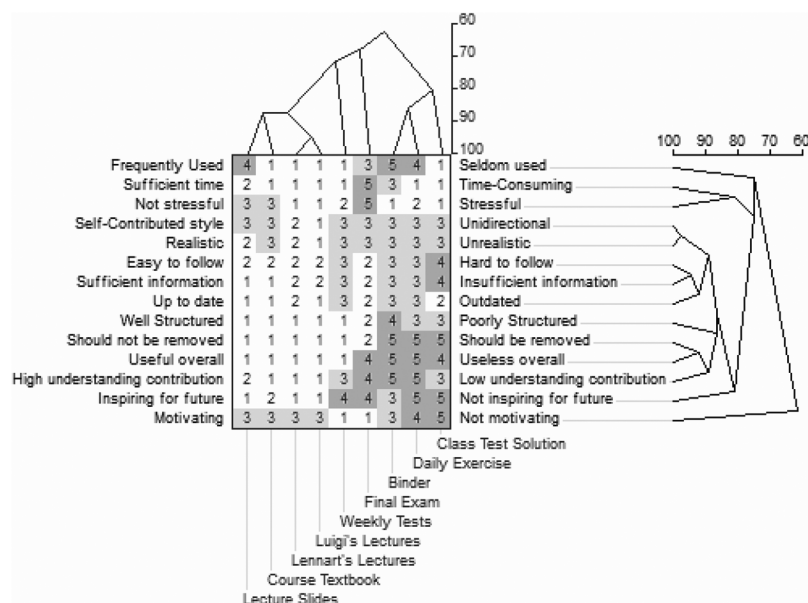 60
70
80
90
100
100 90 80 70 60
Frequently Used 4 1 1 1 1 3 5 4 1 Seldom used
Sufficient time 2 1 1 1 1 5 3 1 1 Time-Consuming
Not stressful 3 3 1 1 2 5 1 2 1 Stressful
Self-Contributed style 3 3 2 1 3 3 3 3 3 Unidirectional
Realistic 2 3 2 1 3 3 3 3 3 Unrealistic
Easy to follow 2 2 2 2 3 2 3 3 4 Hard to follow
Sufficient information 1 1 2 2 3 2 3 3 4 Insufficient information
Up to date 1 1 2 1 3 2 3 3 2 Outdated
Well Structured 1 1 1 1 1 2 4 3 3 Poorly Structured
Should not be removed 1 1 1 1 1 2 5 5 5 Should be removed
Useful overall 1 1 1 1 1 4 5 5 4 Useless overall
High understanding contribution 2 1 1 1 3 4 5 5 3 Low understanding contribution
Inspiring for future 1 2 1 1 4 4 3 5 5 Not inspiring for future
Motivating 3 3 3 3 1 1 3 4 5 Not motivating
Class Test Solution
Daily Exercise
Binder
Final Exam
Weekly Tests
Luigi's Lectures
Lennart's Lectures
Course Textbook
Lecture Slides